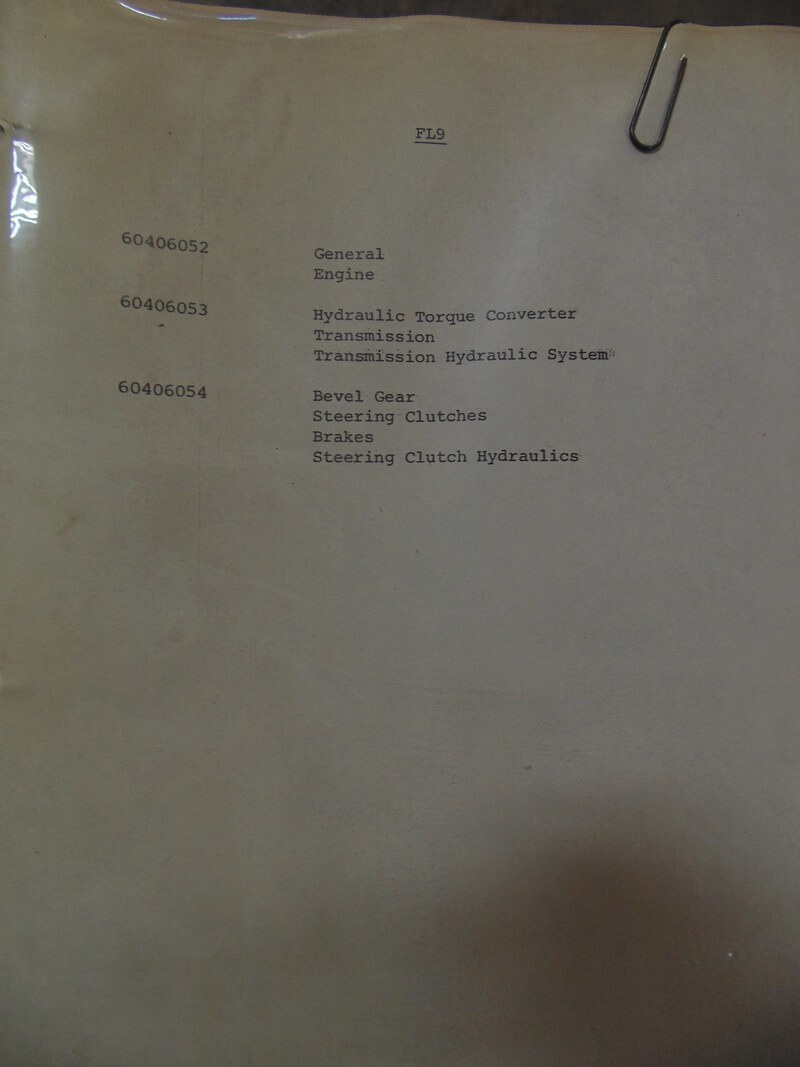 FL9
60406052 General
Engine
60406053 Hydraulic Torque Converter
Transmission
Transmission Hydraulic System
60406054 Bevel Gear
Steering Clutches
Brakes
Steering Clutch Hydraulics